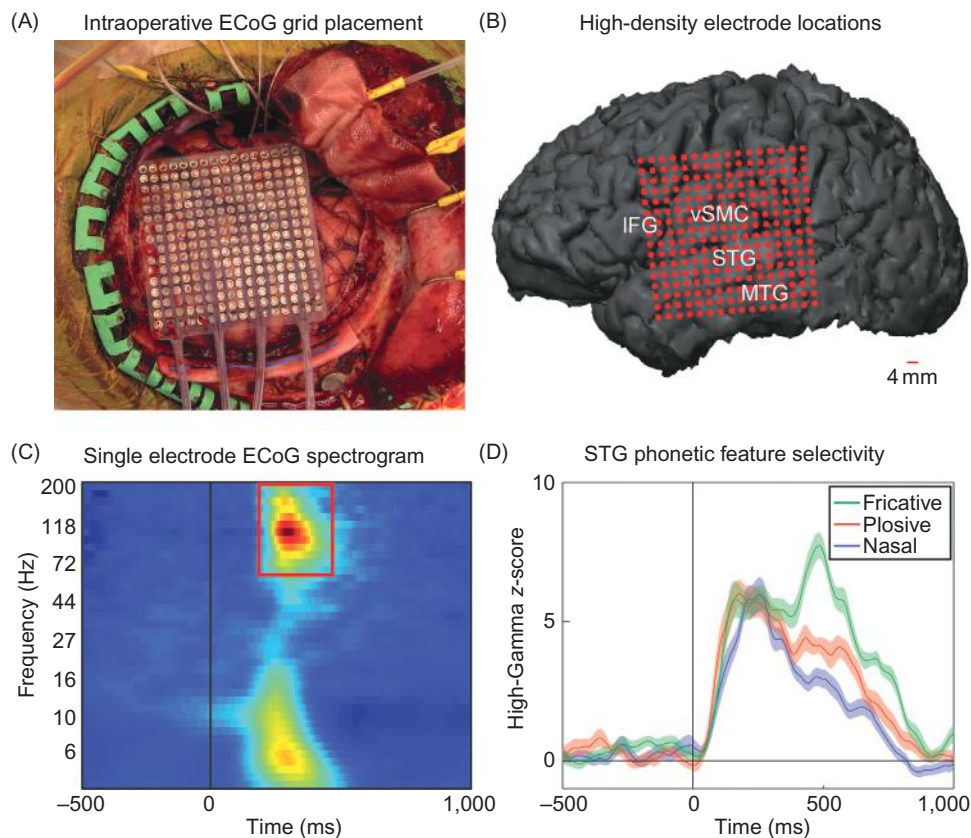 (A) Intraoperative ECoG grid placement
(B) High-density electrode locations
IFG
vSMC
STG
MTG
4 mm
(C) Single electrode ECoG spectrogram
Frequency (Hz)
200
118
72
44
27
16
10
6
–500 0 1,000
Time (ms)
(D) STG phonetic feature selectivity
High-Gamma z-score
10
5
0
Fricative
Plosive
Nasal
–500 0 500 1,000
Time (ms)